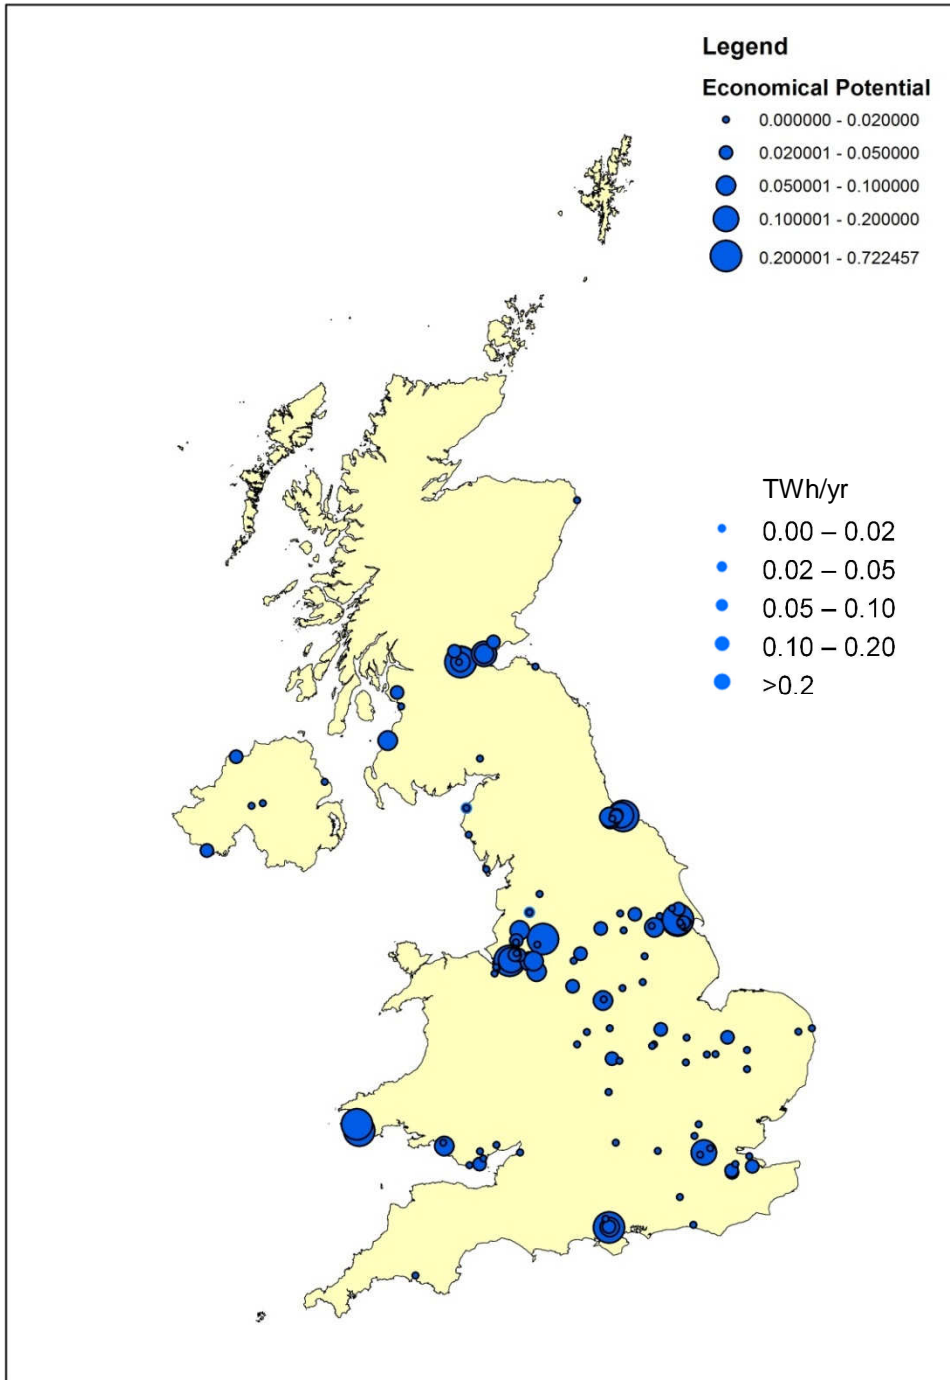 Legend
Economical Potential
0.000000 - 0.020000
0.020001 - 0.050000
0.050001 - 0.100000
0.100001 - 0.200000
0.200001 - 0.722457
TWh/yr
0.00 – 0.02
0.02 – 0.05
0.05 – 0.10
0.10 – 0.20
>0.2